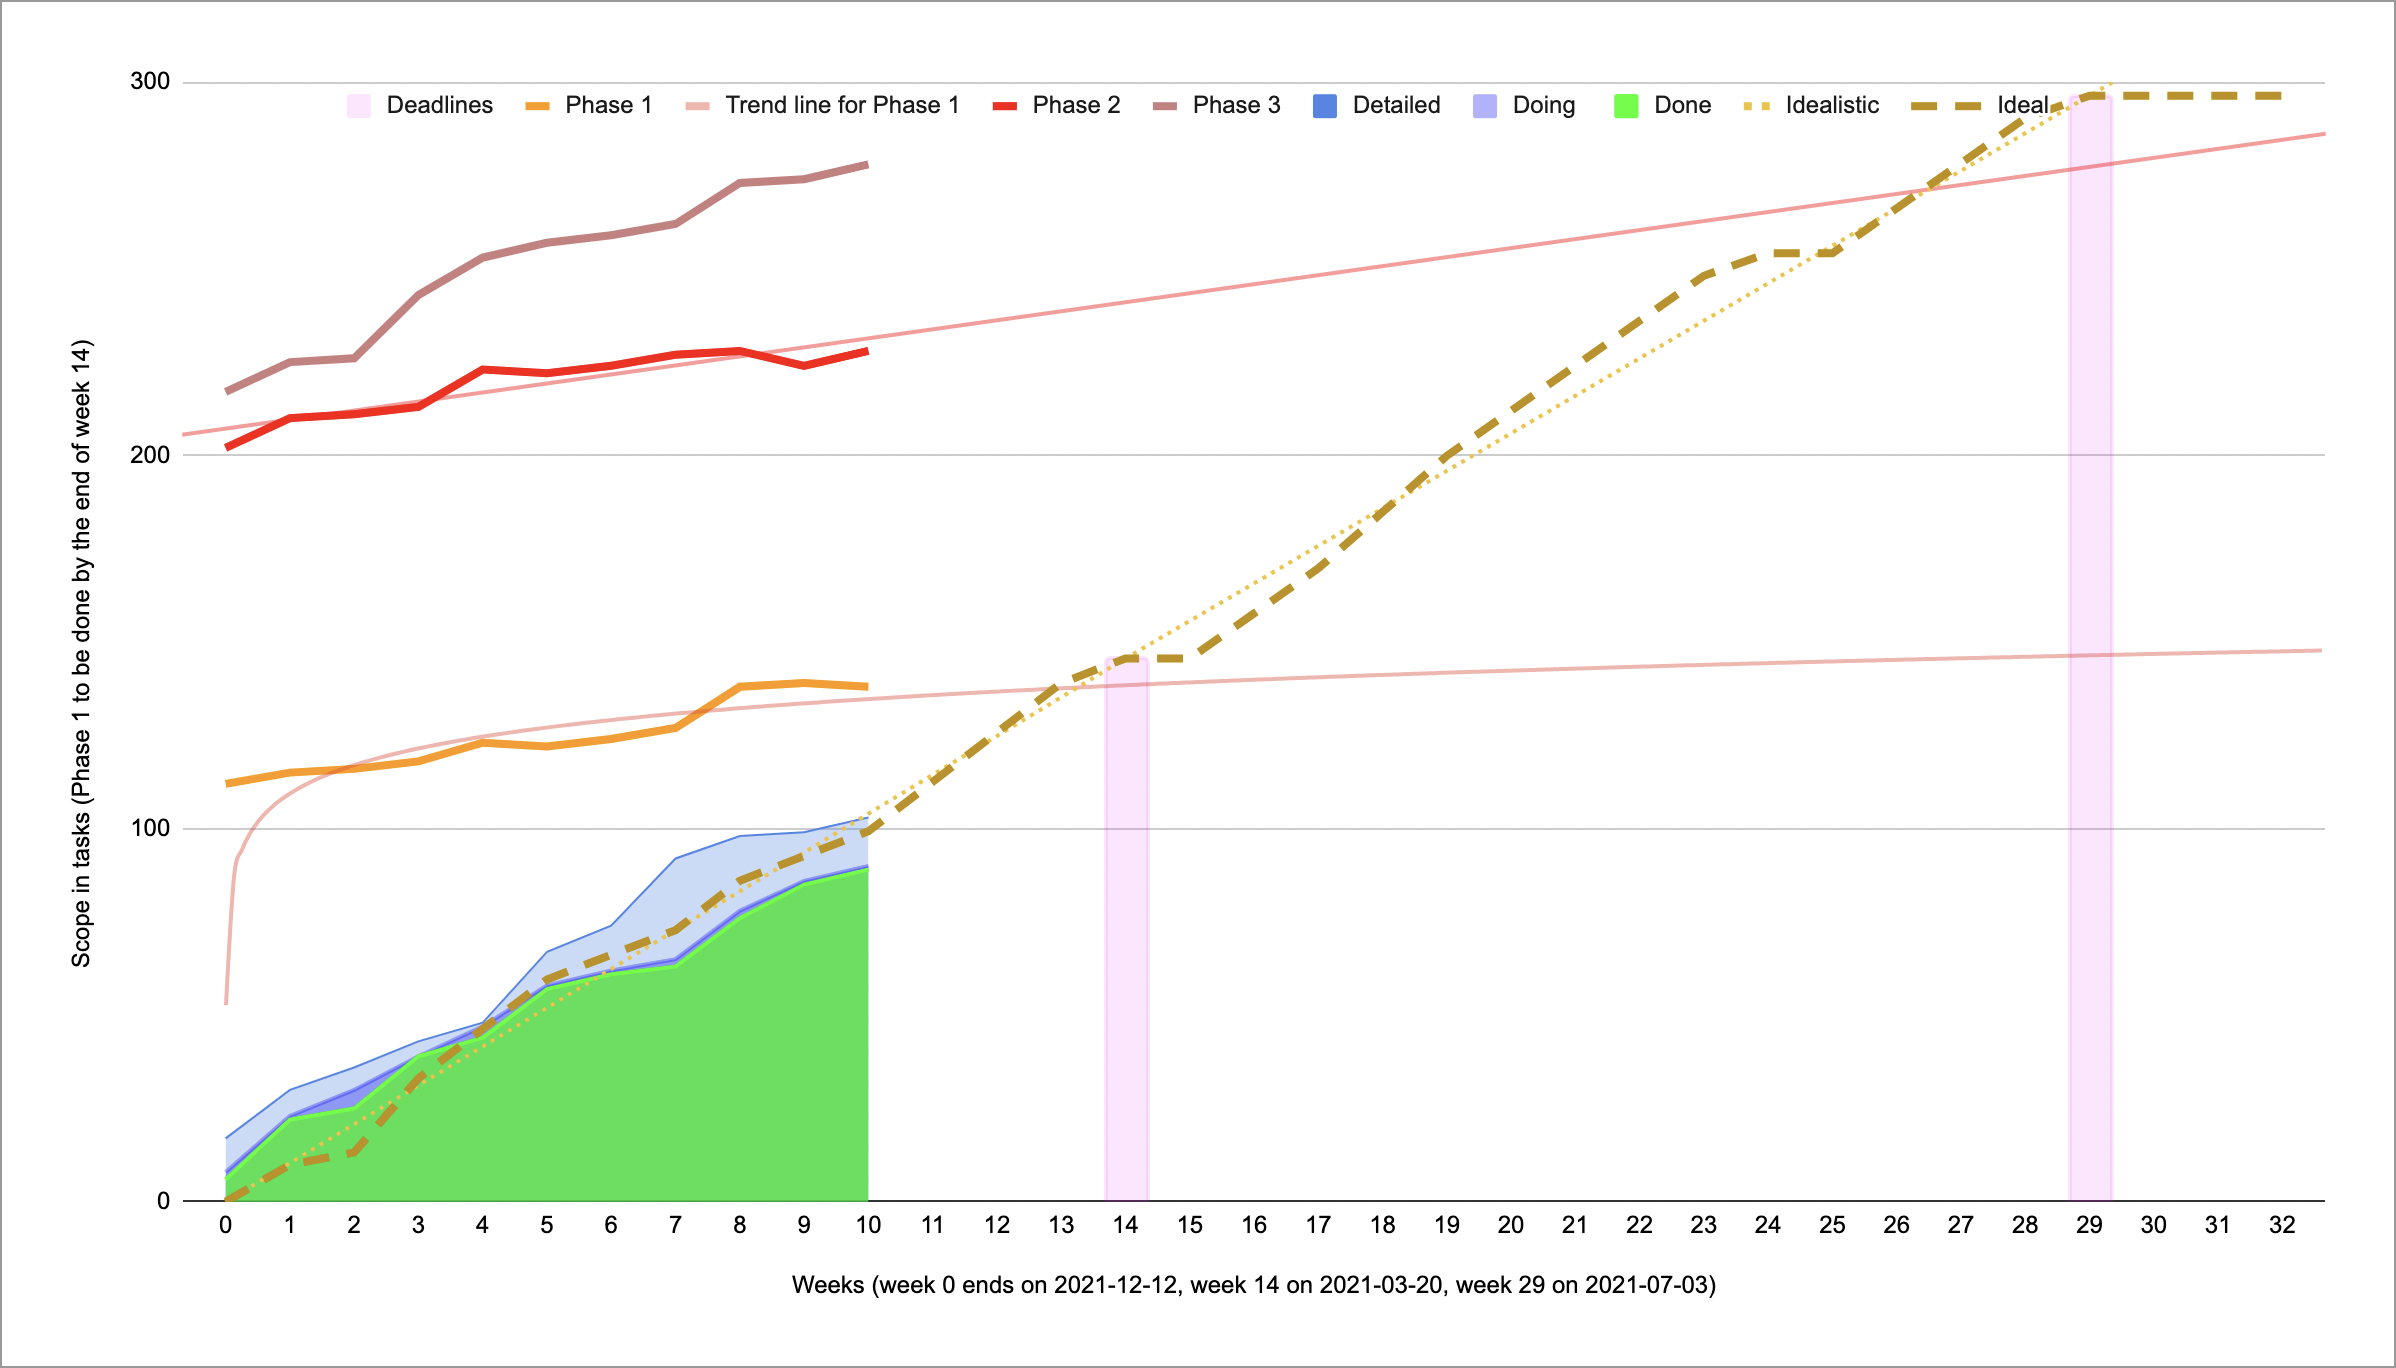 300
Deadlines Phase 1 Trend line for Phase 1 Phase 2 Phase 3 Detailed Doing Done Idealistic Ideal
200
100
0
Scope in tasks (Phase 1 to be done by the end of week 14)
0 1 2 3 4 5 6 7 8 9 10 11 12 13 14 15 16 17 18 19 20 21 22 23 24 25 26 27 28 29 30 31 32
Weeks (week 0 ends on 2021-12-12, week 14 on 2021-03-20, week 29 on 2021-07-03)